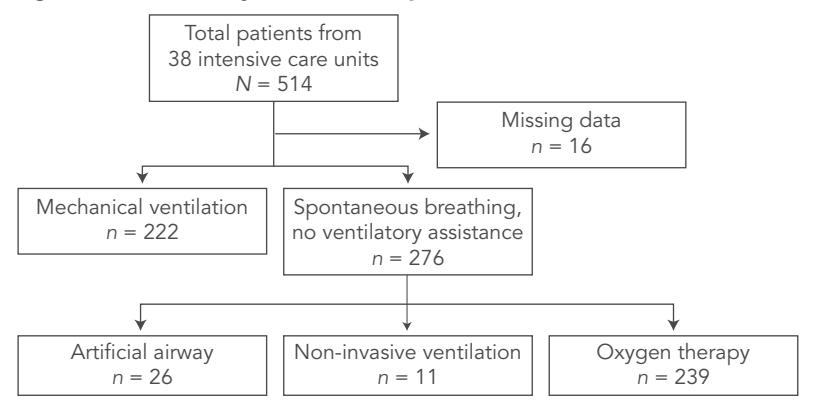 Total patients from
38 intensive care units
N = 514
Missing data
n = 16
Mechanical ventilation
n = 222
Spontaneous breathing,
no ventilatory assistance
n = 276
Artificial airway
n = 26
Non-invasive ventilation
n = 11
Oxygen therapy
n = 239